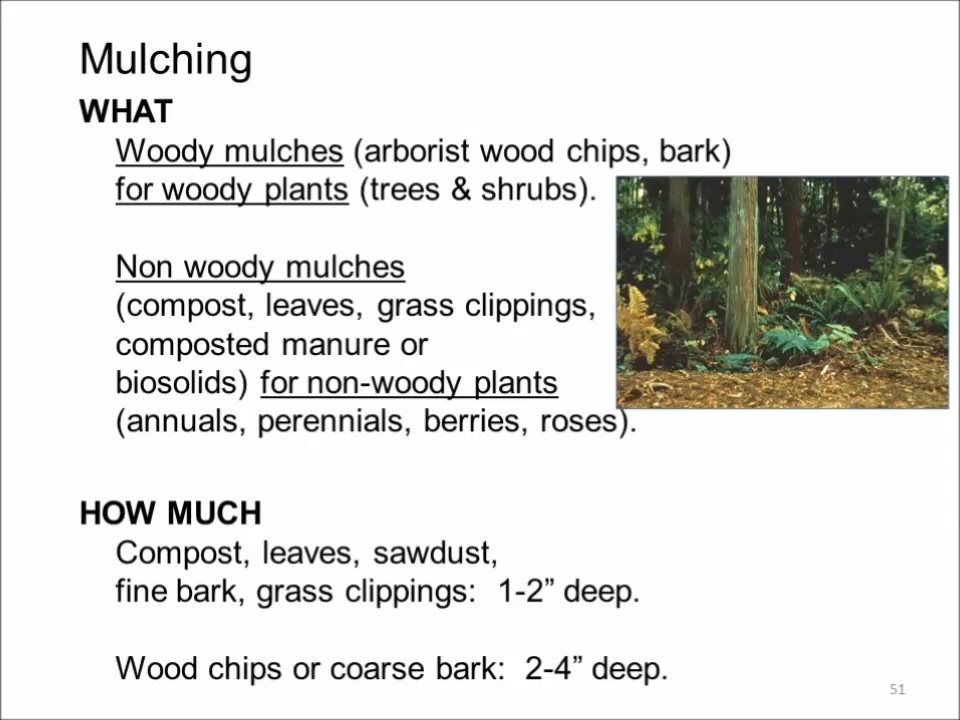 Mulching
WHAT
Woody mulches (arborist wood chips, bark)
for woody plants (trees & shrubs).
Non woody mulches
(compost, leaves, grass clippings,
composted manure or
biosolids) for non-woody plants
(annuals, perennials, berries, roses).
HOW MUCH
Compost, leaves, sawdust,
fine bark, grass clippings:  1-2” deep.
Wood chips or coarse bark:  2-4” deep.
51